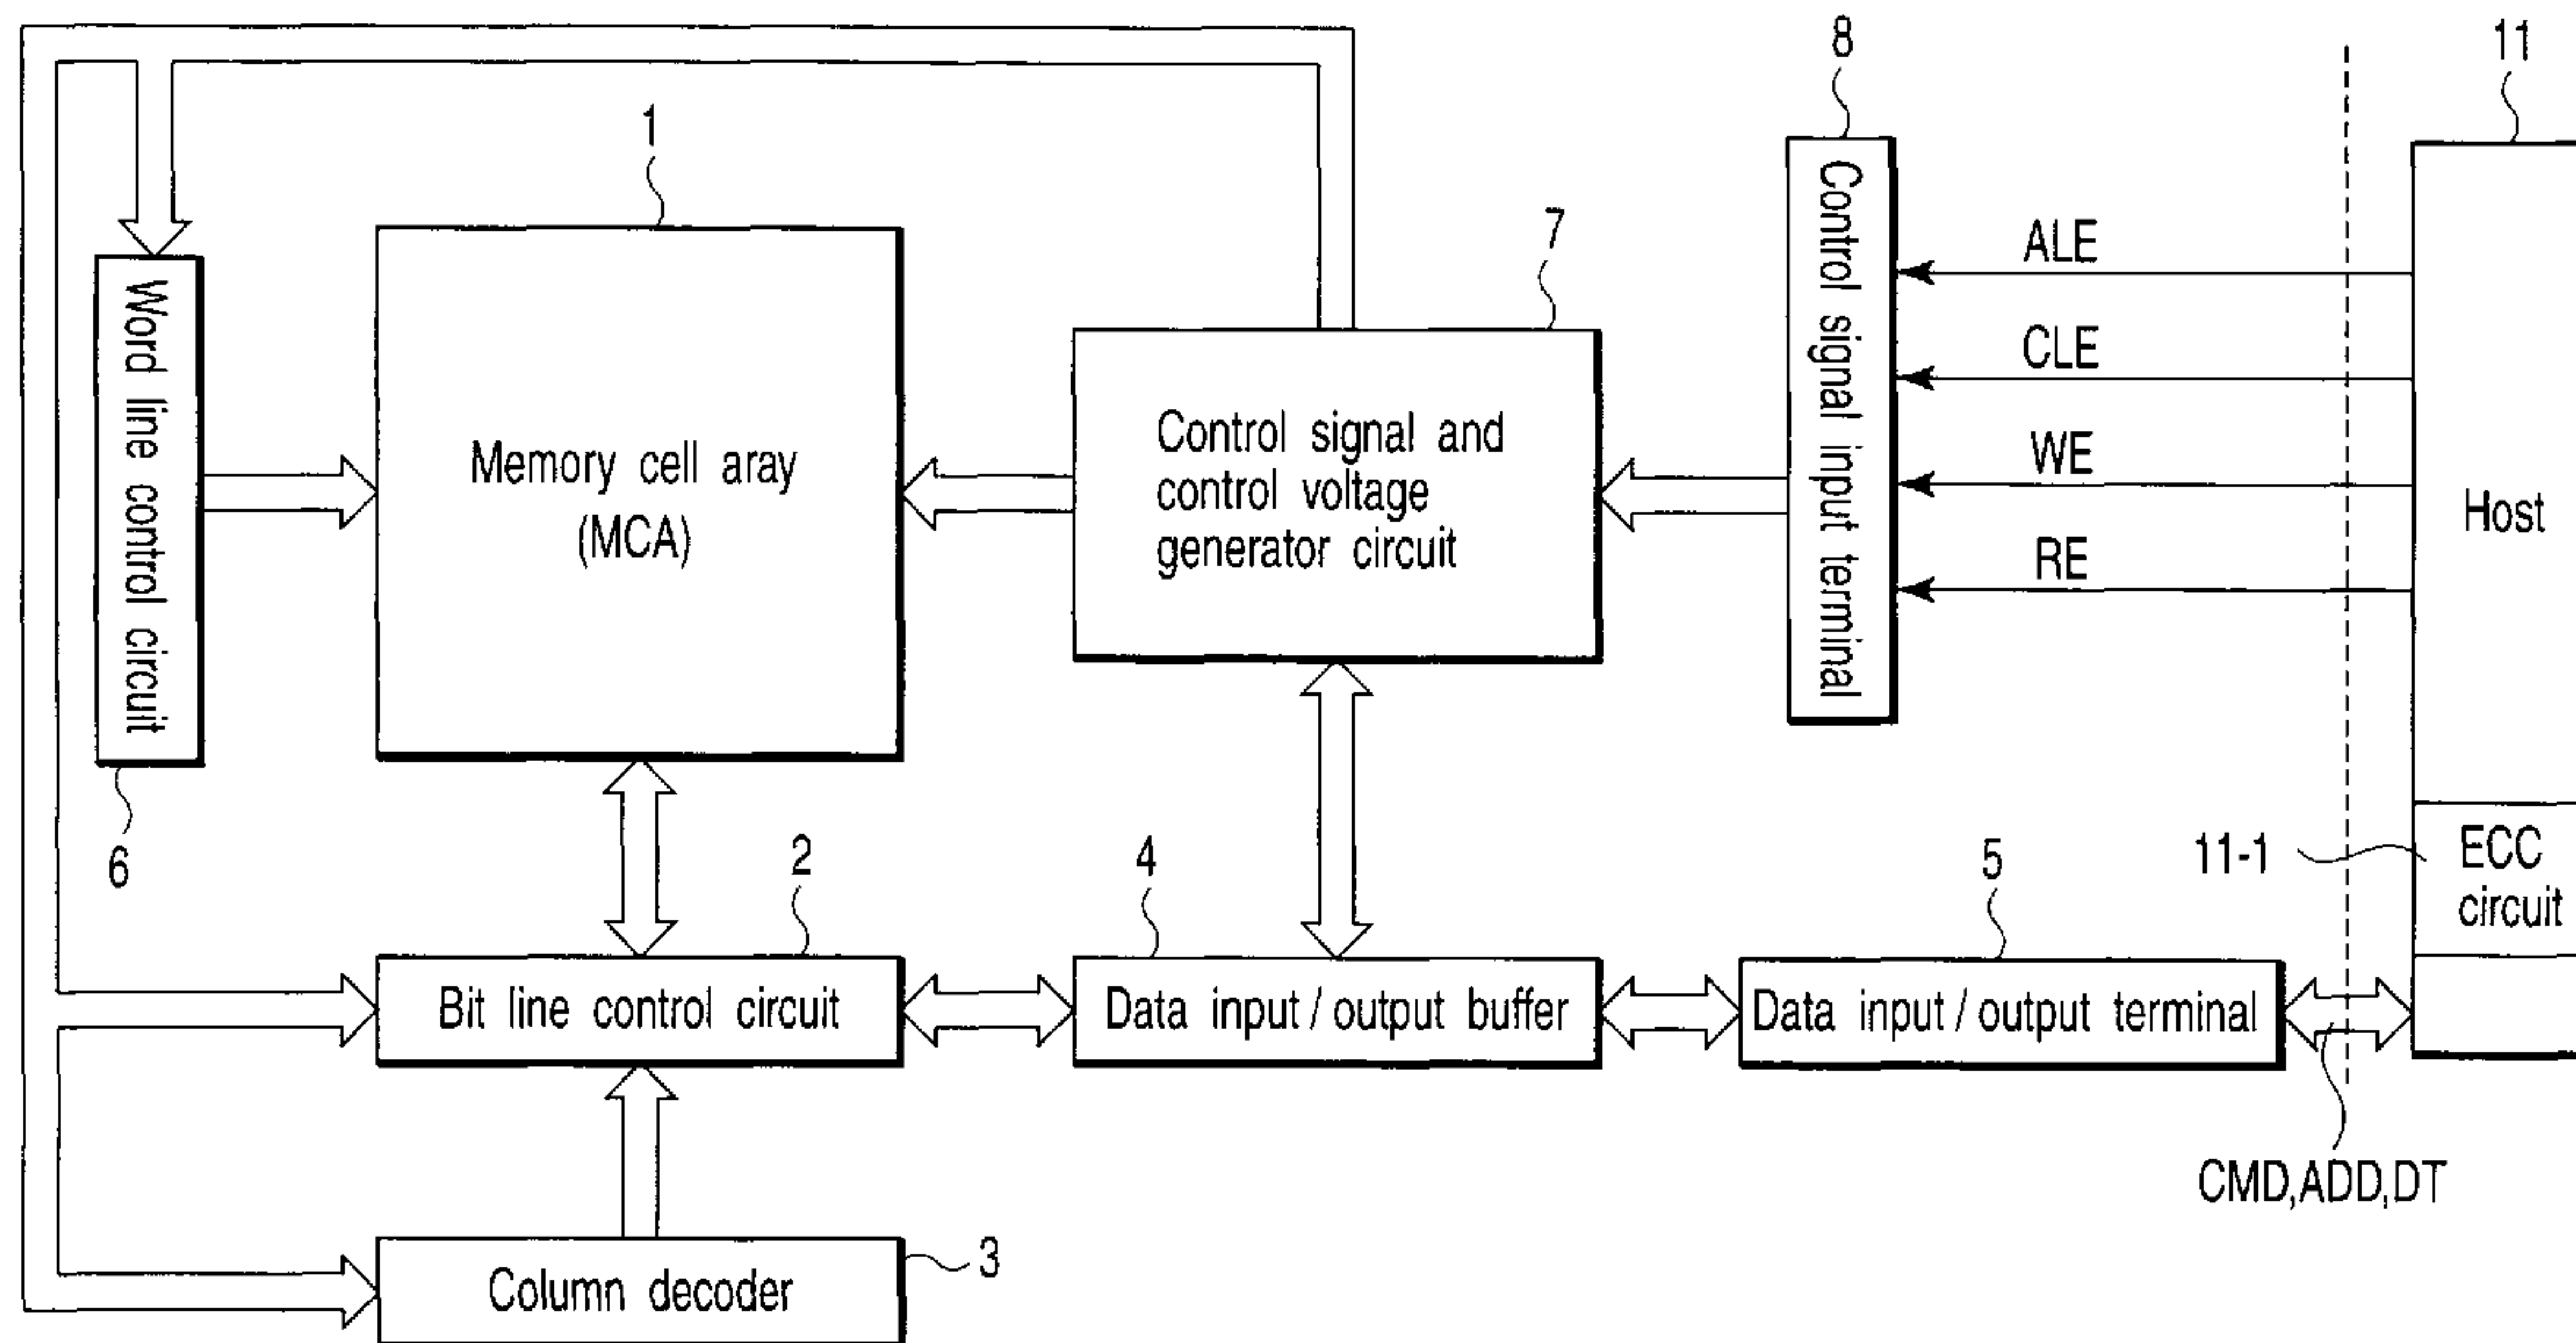 8
11
1
7
Control signal input terminal
ALE
CLE
WE
RE
Host
Word line control circuit
Memory cell aray
(MCA)
Control signal and
control voltage
generator circuit
6
2
4
5
11-1
ECC
circuit
Bit line control circuit
Data input/output buffer
Data input/output terminal
CMD,ADD,DT
3
Column decoder